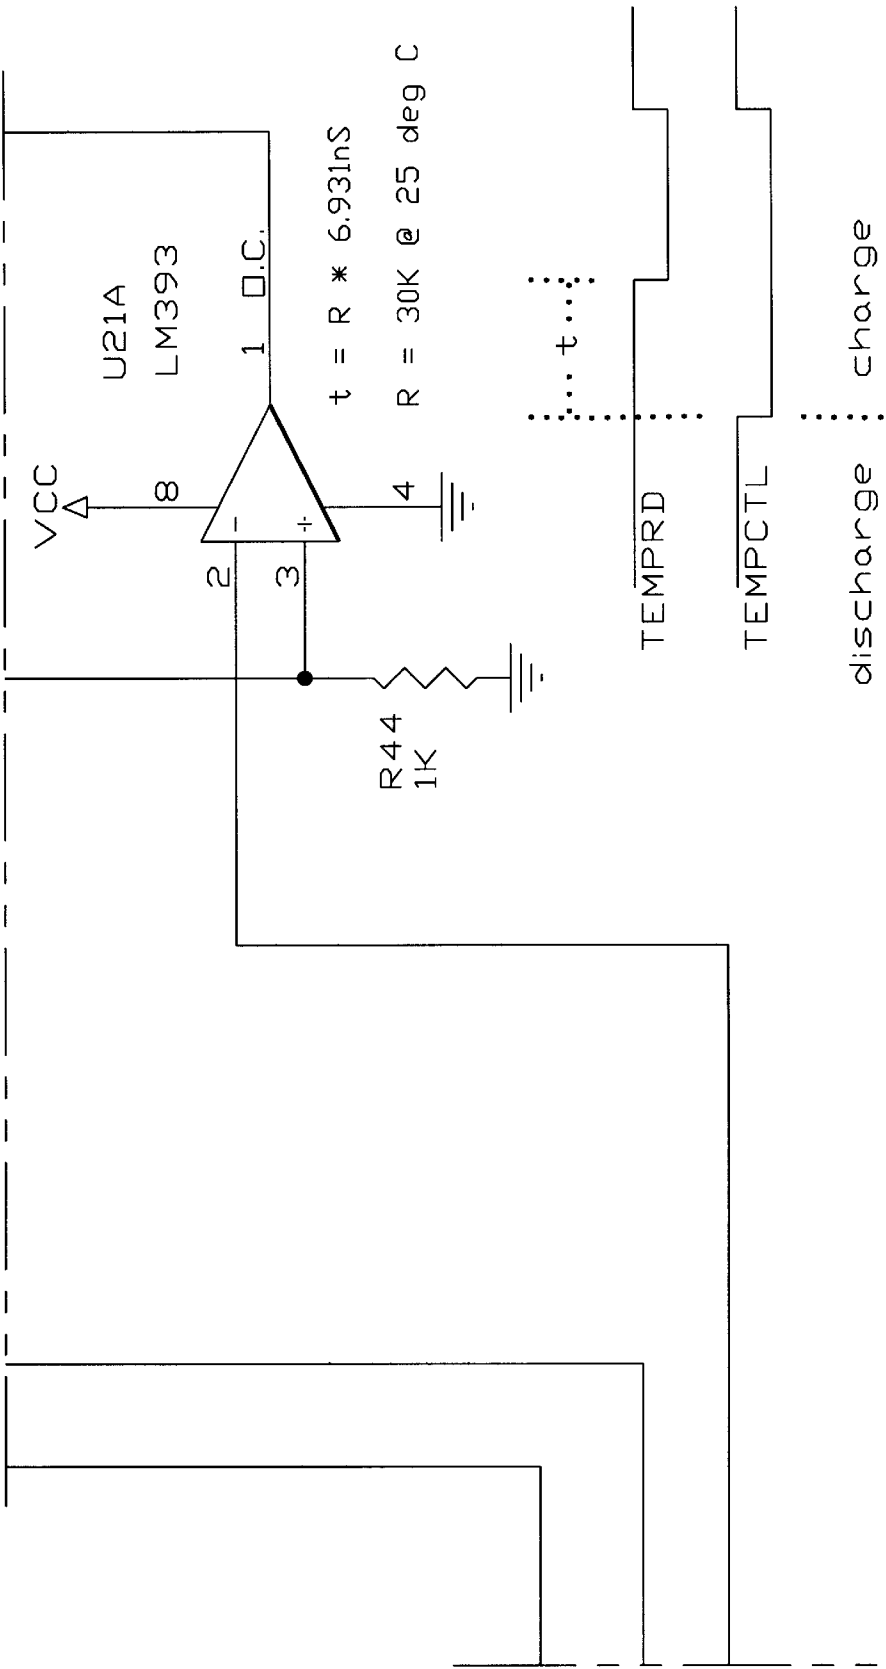 VCC
U21A
LM393
8
2
1 O.C.
3
4
-
+
R44
1K
t = R * 6.931nS
R = 30K @ 25 deg C
t
TEMPRD
TEMPCTL
discharge
charge